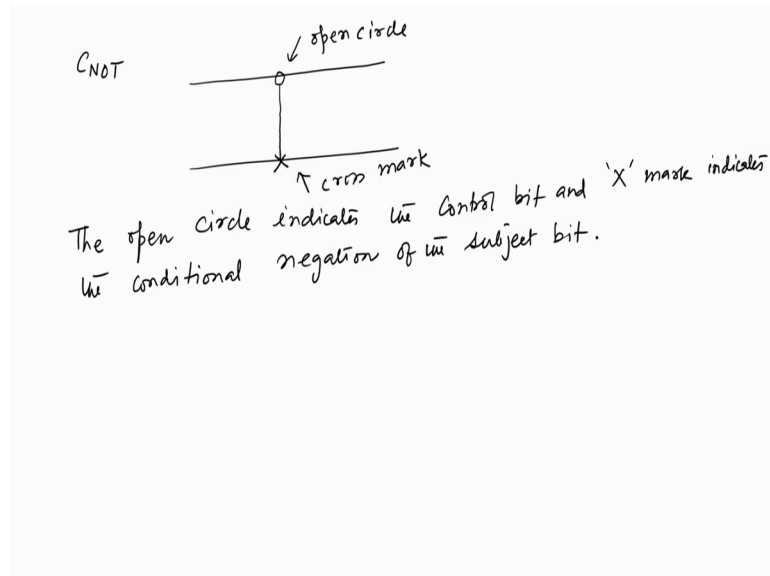 open circle
CNOT
cross mark
The open circle indicates the control bit and 'X' mark indicates
the conditional negation of the subject bit.